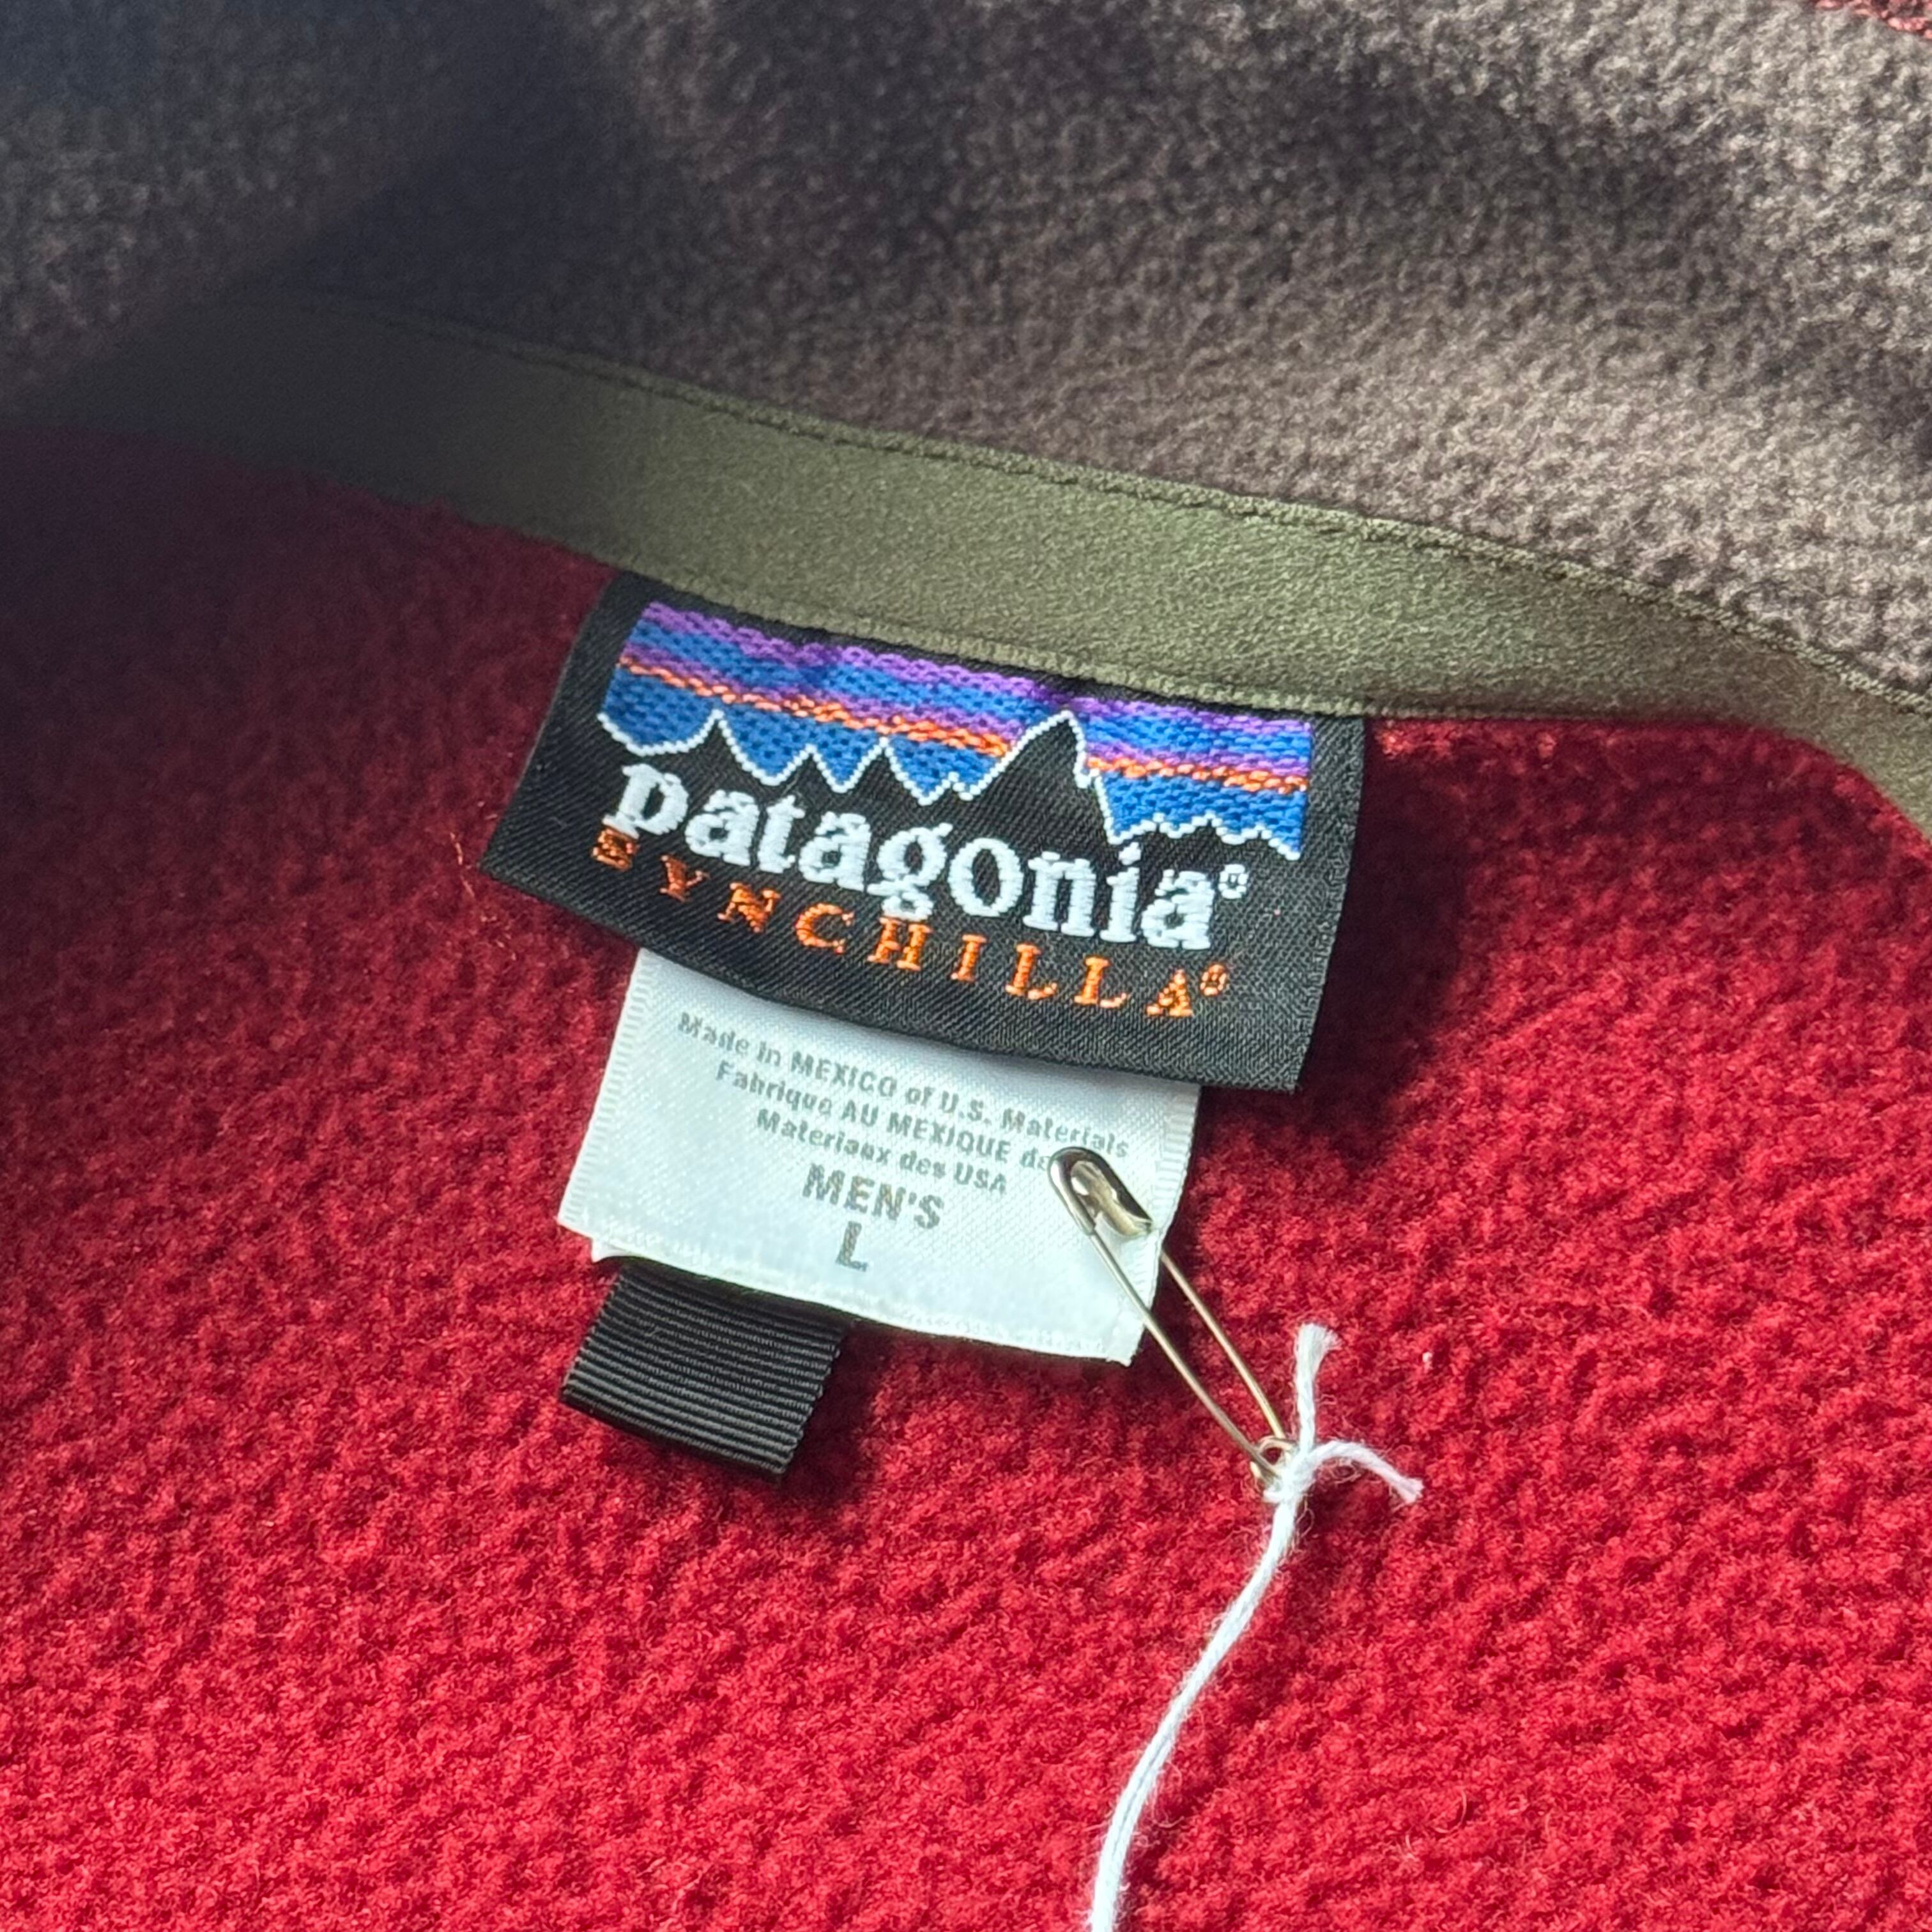 patagonia®
SYNCHILLA®
Made in MEXICO of U.S. Materials
Fabrique AU MEXIQUE de
Materiaux des USA
MEN'S
L